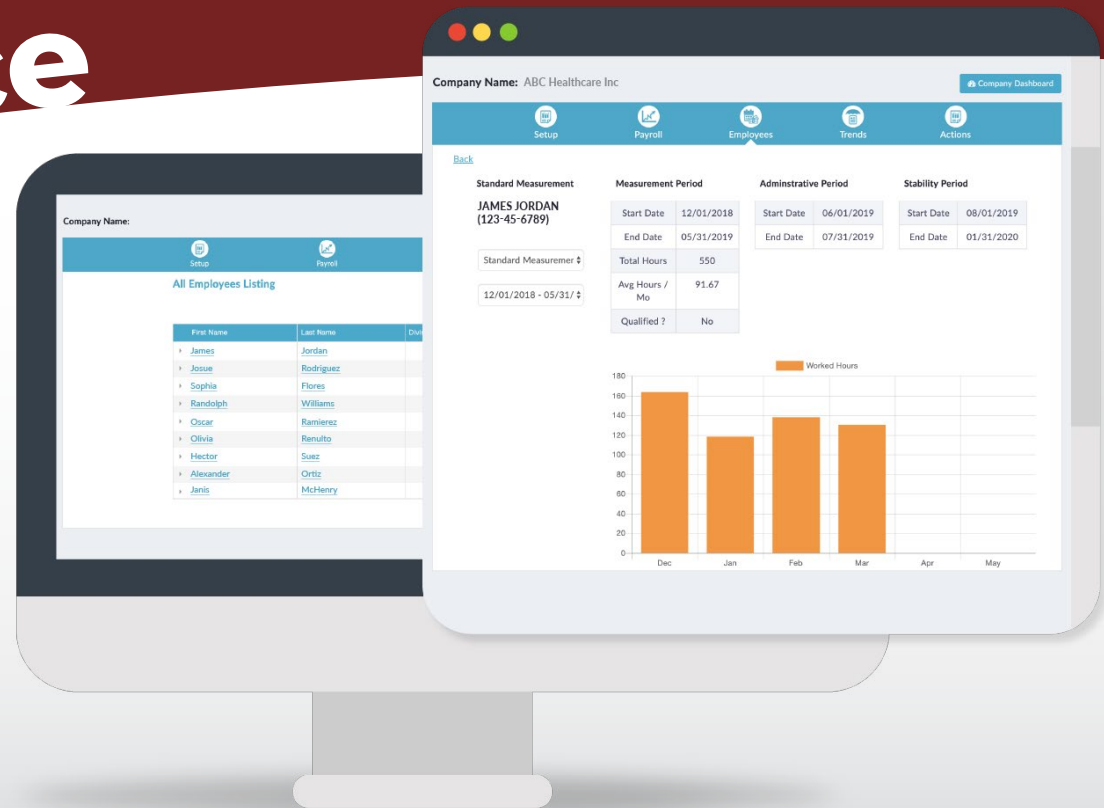 Company Name: ABC Healthcare Inc
Company Dashboard
Setup Payroll Employees Trends Actions
Back
Standard Measurement
JAMES JORDAN
(123-45-6789)
Standard Measuremer
12/01/2018 - 05/31/
Measurement Period
Start Date 12/01/2018
End Date 05/31/2019
Total Hours 550
Avg Hours /
Mo
91.67
Qualified ? No
Adminstrative Period
Start Date 06/01/2019
End Date 07/31/2019
Stability Period
Start Date 08/01/2019
End Date 01/31/2020
Worked Hours
180
160
140
120
100
80
60
40
20
0
Dec Jan Feb Mar Apr May
Company Name:
Setup Payroll
All Employees Listing
First Name Last Name
James Jordan
Josue Rodriguez
Sophia Flores
Randolph Williams
Oscar Ramierez
Olivia Renulto
Hector Suez
Alexander Ortiz
Janis McHenry